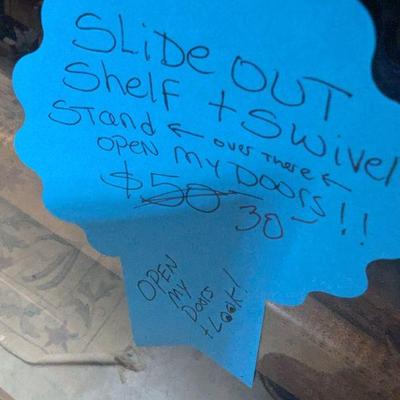 SLiDe OUT
Shelf + Swivel
Stand ← over there ←
OPEN MY DOORS!!
$50
30-
OPEN
MY
DOORS
+ LOOK!